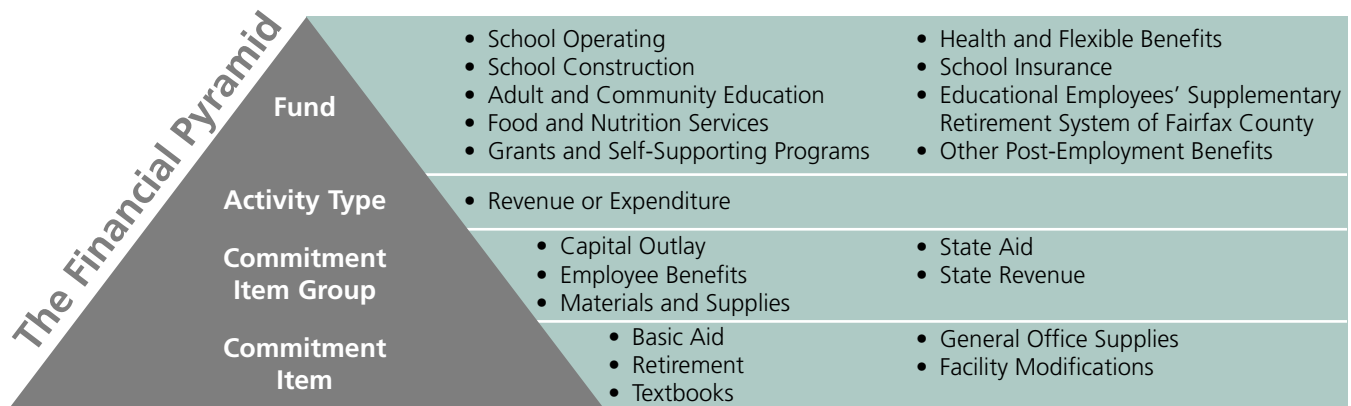 The Financial Pyramid
Fund
• School Operating
• School Construction
• Adult and Community Education
• Food and Nutrition Services
• Grants and Self-Supporting Programs
• Health and Flexible Benefits
• School Insurance
• Educational Employees’ Supplementary
Retirement System of Fairfax County
• Other Post-Employment Benefits
Activity Type
• Revenue or Expenditure
Commitment
Item Group
• Capital Outlay
• Employee Benefits
• Materials and Supplies
• State Aid
• State Revenue
Commitment
Item
• Basic Aid
• Retirement
• Textbooks
• General Office Supplies
• Facility Modifications